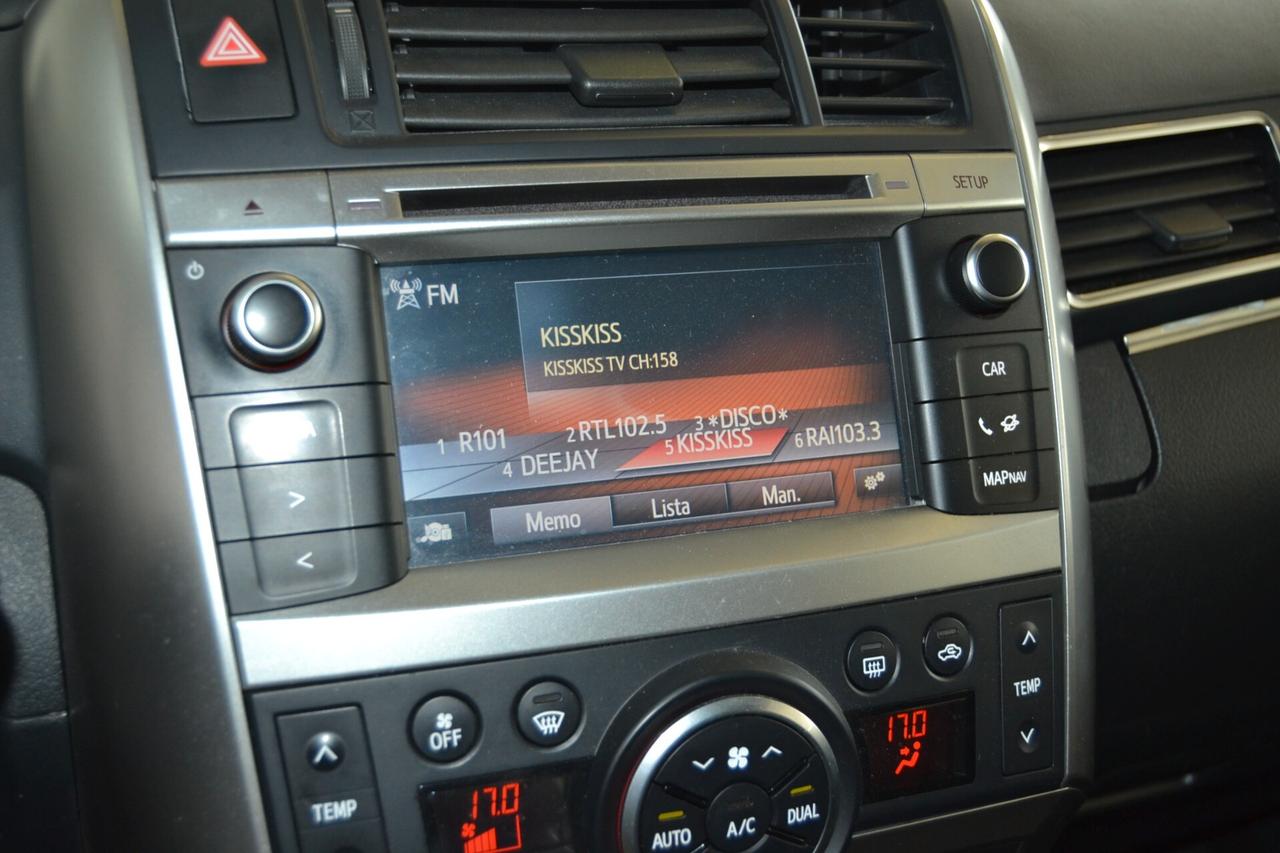 SETUP
FM
KISSKISS
KISSKISS TV CH:158
CAR
1 R101
2 RTL102.5
3 *DISCO*
4 DEEJAY
5 KISSKISS
6 RAI103.3
MAPNAV
Memo
Lista
Man.
OFF
TEMP
TEMP
17.0
17.0
AUTO
A/C
DUAL